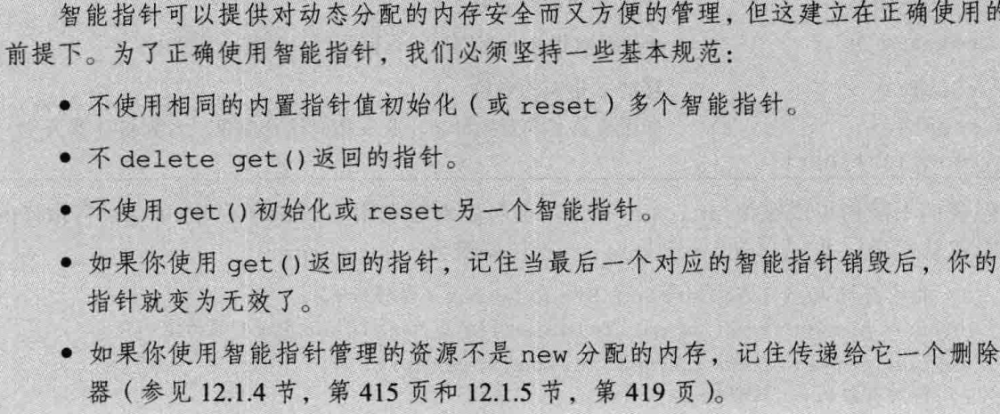 智能指针可以提供对动态分配的内存安全而又方便的管理，但这建立在正确使用的
前提下。为了正确使用智能指针，我们必须坚持一些基本规范：
● 不使用相同的内置指针值初始化（或 reset）多个智能指针。
● 不 delete get()返回的指针。
● 不使用 get()初始化或 reset 另一个智能指针。
● 如果你使用 get()返回的指针，记住当最后一个对应的智能指针销毁后，你的
指针就变为无效了。
● 如果你使用智能指针管理的资源不是 new 分配的内存，记住传递给它一个删除
器（参见 12.1.4 节，第 415 页和 12.1.5 节，第 419 页）。